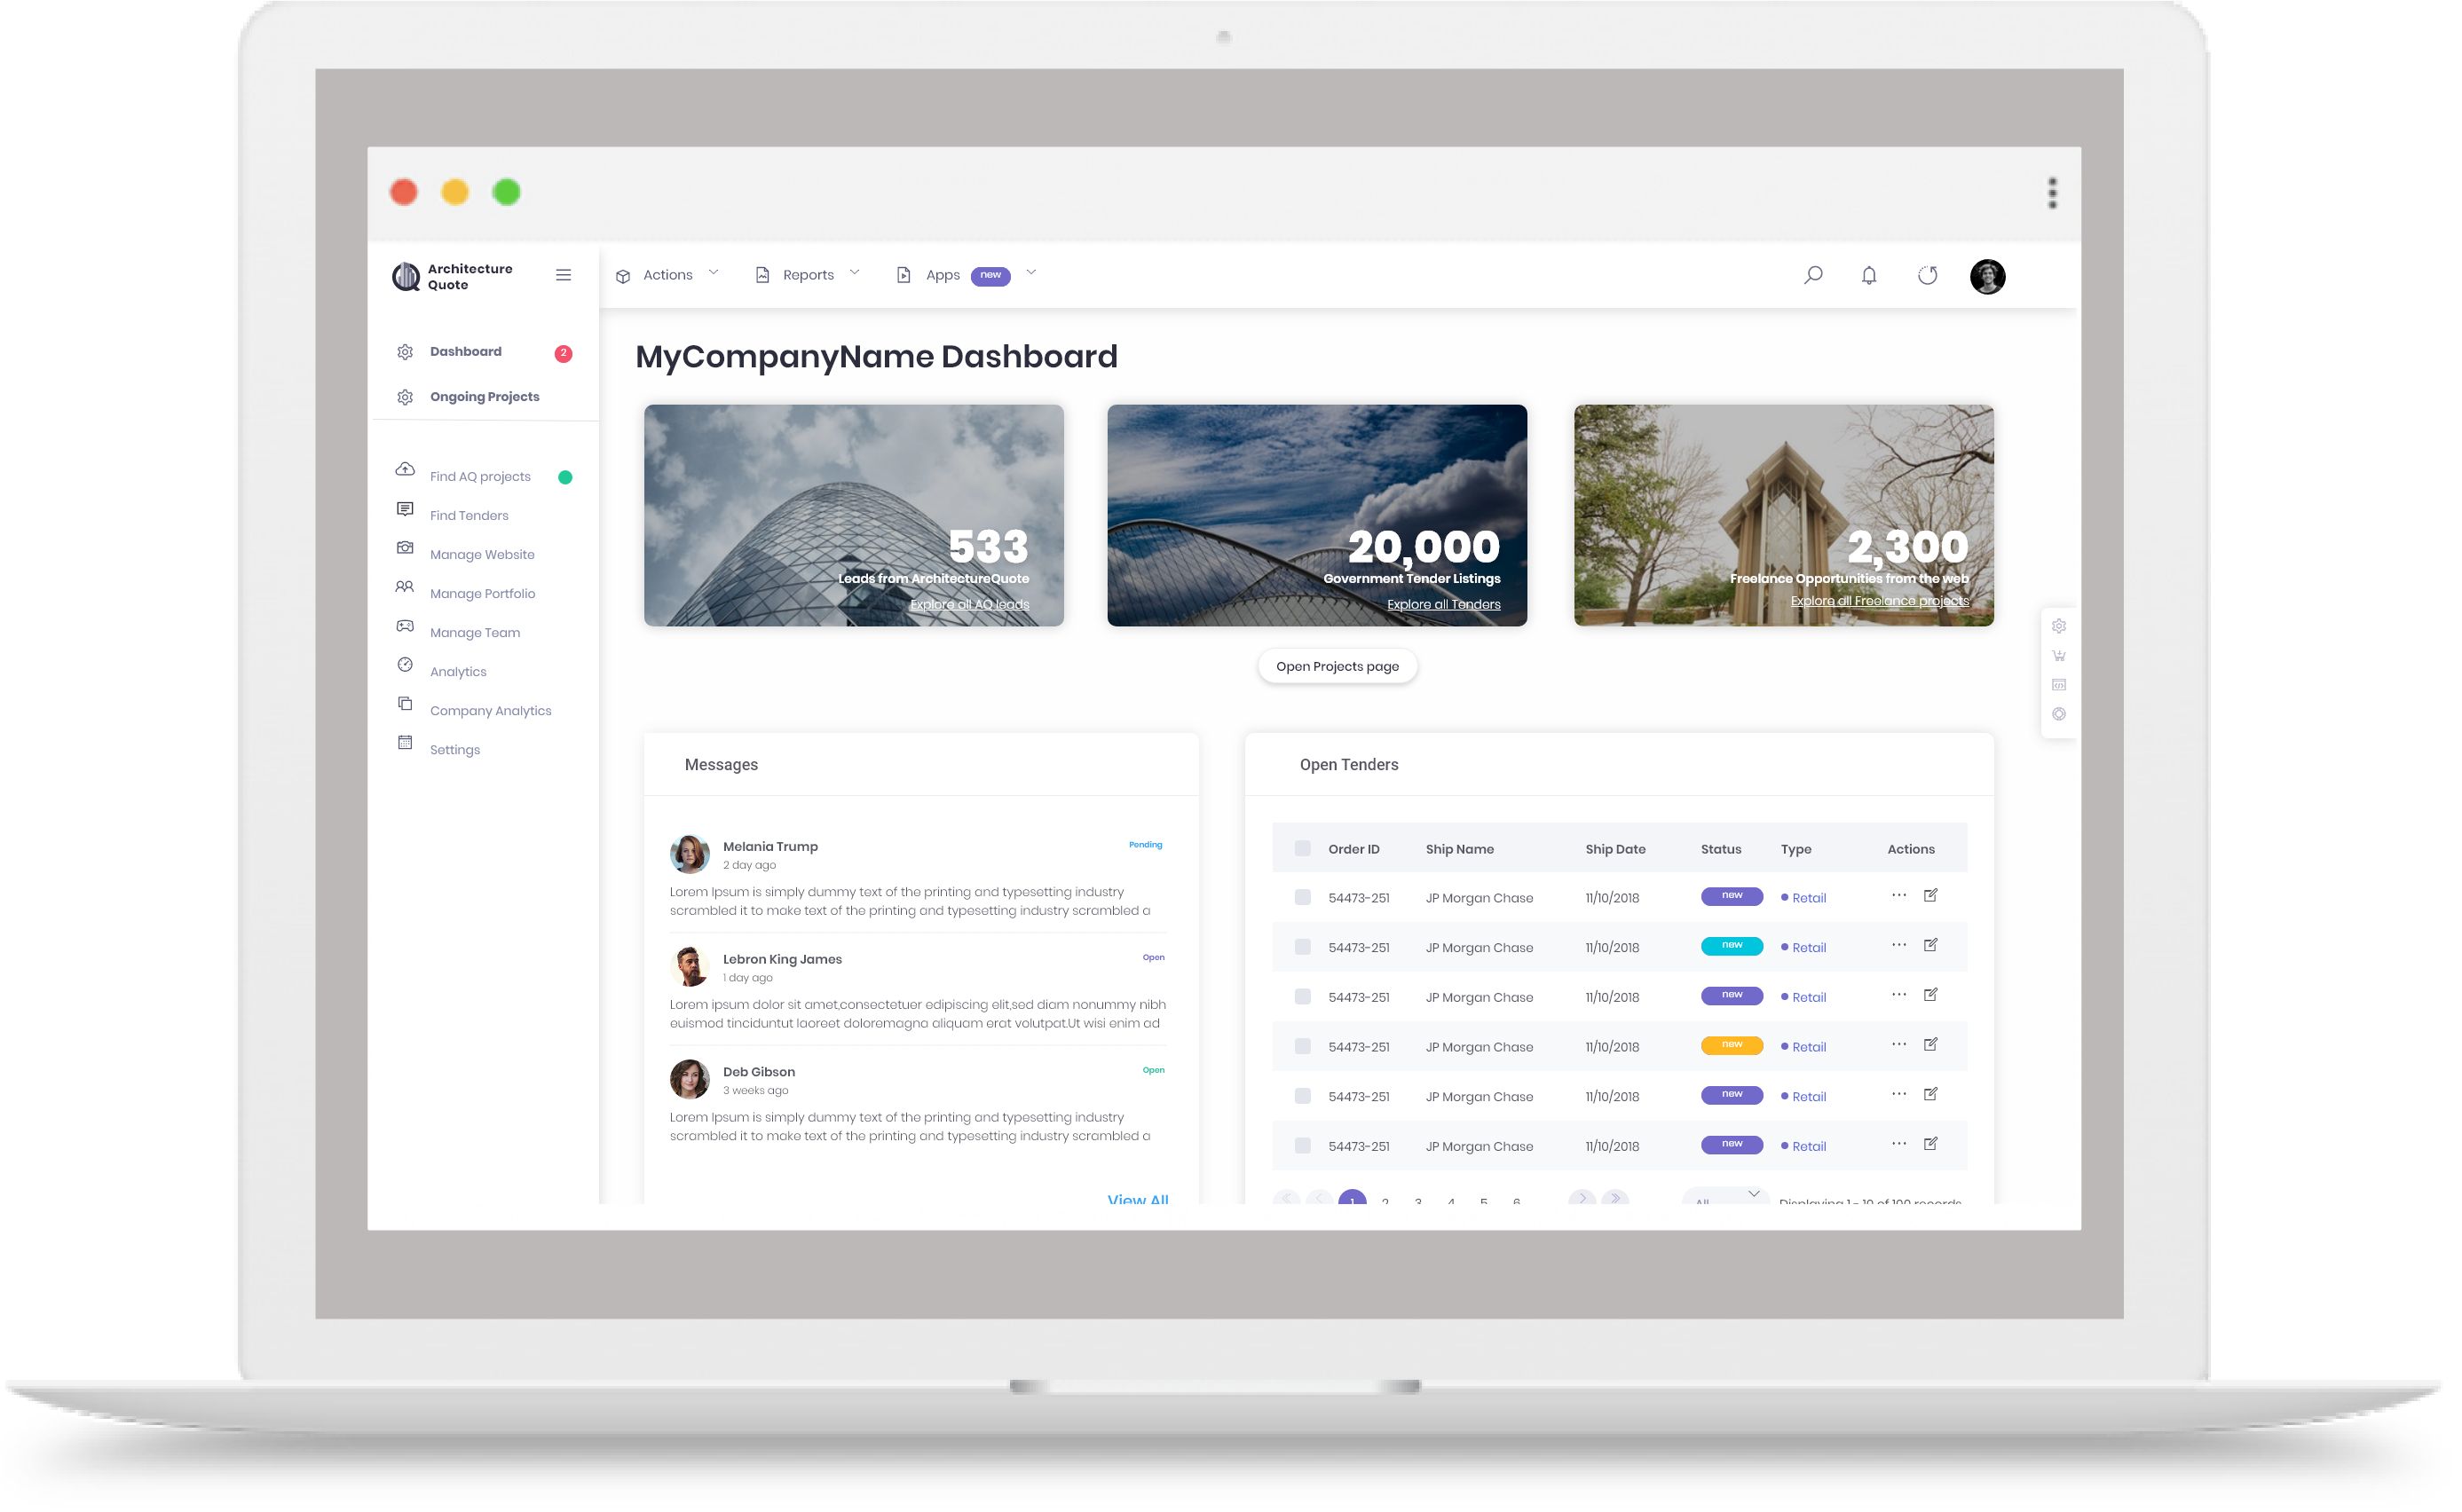 Architecture
Quote
Actions
Reports
Apps new
Dashboard 2
Ongoing Projects
Find AQ projects
Find Tenders
Manage Website
Manage Portfolio
Manage Team
Analytics
Company Analytics
Settings
MyCompanyName Dashboard
533
Leads from ArchitectureQuote
Explore all AQ leads
20,000
Government Tender Listings
Explore all Tenders
2,300
Freelance Opportunities from the web
Explore all Freelance projects
Open Projects page
Messages
Melania Trump Pending
2 day ago
Lorem Ipsum is simply dummy text of the printing and typesetting industry
scrambled it to make text of the printing and typesetting industry scrambled a
Lebron King James Open
1 day ago
Lorem ipsum dolor sit amet,consectetuer edipiscing elit,sed diam nonummy nibh
euismod tinciduntut laoreet doloremagna aliquam erat volutpat.Ut wisi enim ad
Deb Gibson Open
3 weeks ago
Lorem Ipsum is simply dummy text of the printing and typesetting industry
scrambled it to make text of the printing and typesetting industry scrambled a
View All
Open Tenders
Order ID Ship Name Ship Date Status Type Actions
54473-251 JP Morgan Chase 11/10/2018 new Retail
54473-251 JP Morgan Chase 11/10/2018 new Retail
54473-251 JP Morgan Chase 11/10/2018 new Retail
54473-251 JP Morgan Chase 11/10/2018 new Retail
54473-251 JP Morgan Chase 11/10/2018 new Retail
54473-251 JP Morgan Chase 11/10/2018 new Retail
1 2 3 4 5 6 All Displaying 1 - 10 of 100 records